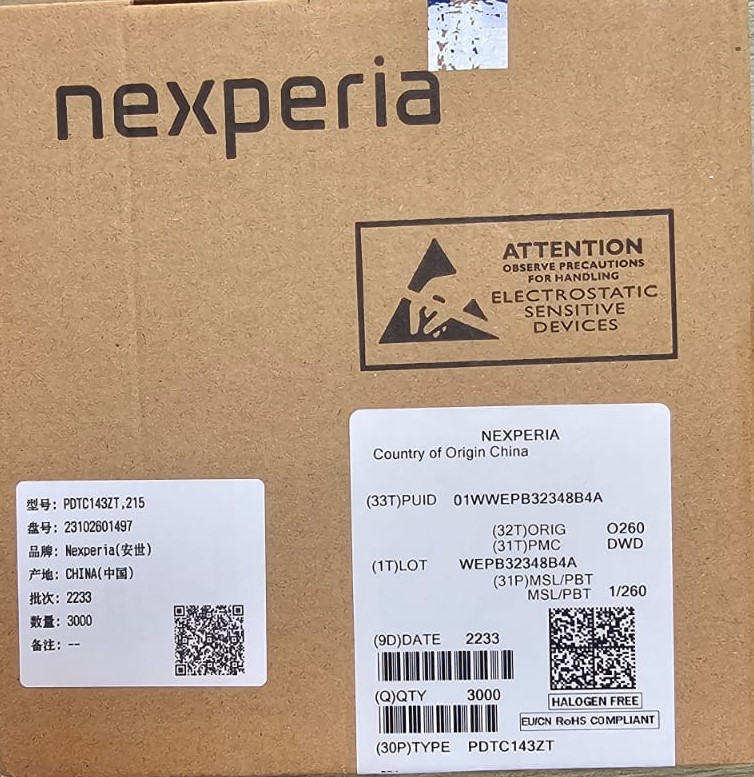 nexperia
ATTENTION
OBSERVE PRECAUTIONS
FOR HANDLING
ELECTROSTATIC
SENSITIVE
DEVICES
型号: PDTC143ZT,215
盘号: 23102601497
品牌: Nexperia(安世)
产地: CHINA(中国)
批次: 2233
数量: 3000
备注: --
NEXPERIA
Country of Origin China
(33T)PUID 01WWEPB32348B4A
(32T)ORIG O260
(31T)PMC DWD
(1T)LOT WEPB32348B4A
(31P)MSL/PBT
MSL/PBT 1/260
(9D)DATE 2233
(Q)QTY 3000
HALOGEN FREE
EU/CN RoHS COMPLIANT
(30P)TYPE PDTC143ZT